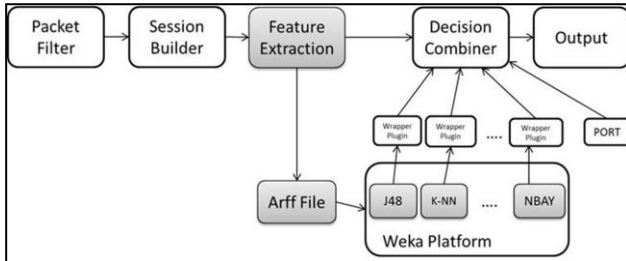 Packet
Filter
Session
Builder
Feature
Extraction
Decision
Combiner
Output
Wrapper
Plugin
Wrapper
Plugin
....
Wrapper
Plugin
PORT
Arff File
J48
K-NN
....
NBAY
Weka Platform